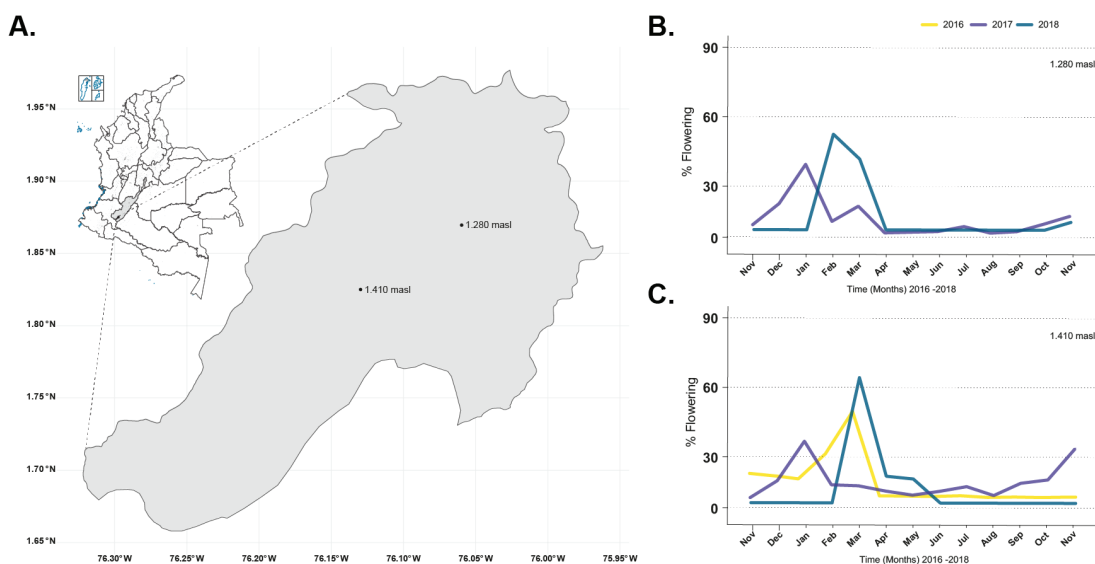 A.
1.95°N
1.90°N
1.85°N
1.80°N
1.75°N
1.70°N
1.65°N
76.30°W 76.25°W 76.20°W 76.15°W 76.10°W 76.05°W 76.00°W 75.95°W
1.280 masl
1.410 masl
B.
2016 2017 2018
90
60
30
0
% Flowering
1.280 masl
Nov Dec Jan Feb Mar Apr May Jun Jul Aug Sep Oct Nov
Time (Months) 2016 -2018
C.
90
60
30
0
% Flowering
1.410 masl
Nov Dec Jan Feb Mar Apr May Jun Jul Aug Sep Oct Nov
Time (Months) 2016 -2018